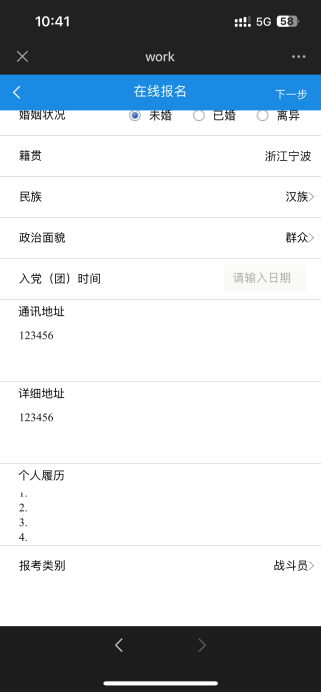 10:41
5G 58
work
在线报名
下一步
婚姻状况 未婚 已婚 离异
籍贯 浙江宁波
民族 汉族
政治面貌 群众
入党（团）时间 请输入日期
通讯地址
123456
详细地址
123456
个人履历
1.
2.
3.
4.
报考类别 战斗员